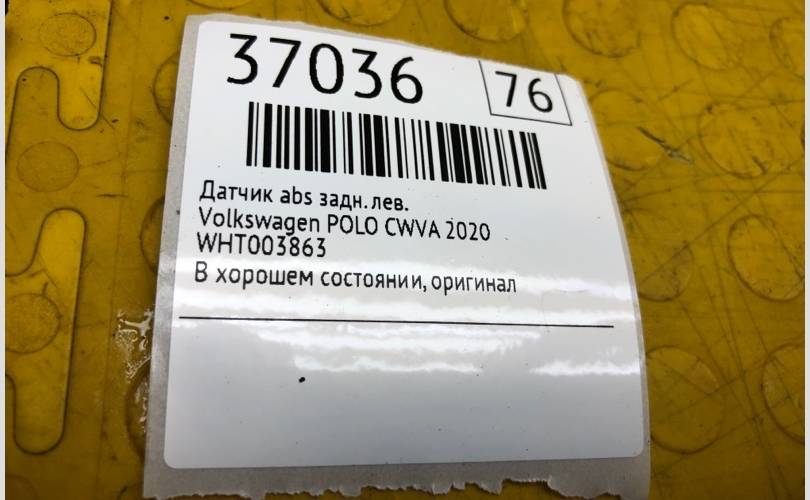 37036
76
Датчик abs задн.лев.
Volkswagen POLO CWVA 2020
WHT003863
В хорошем состоянии, оригинал